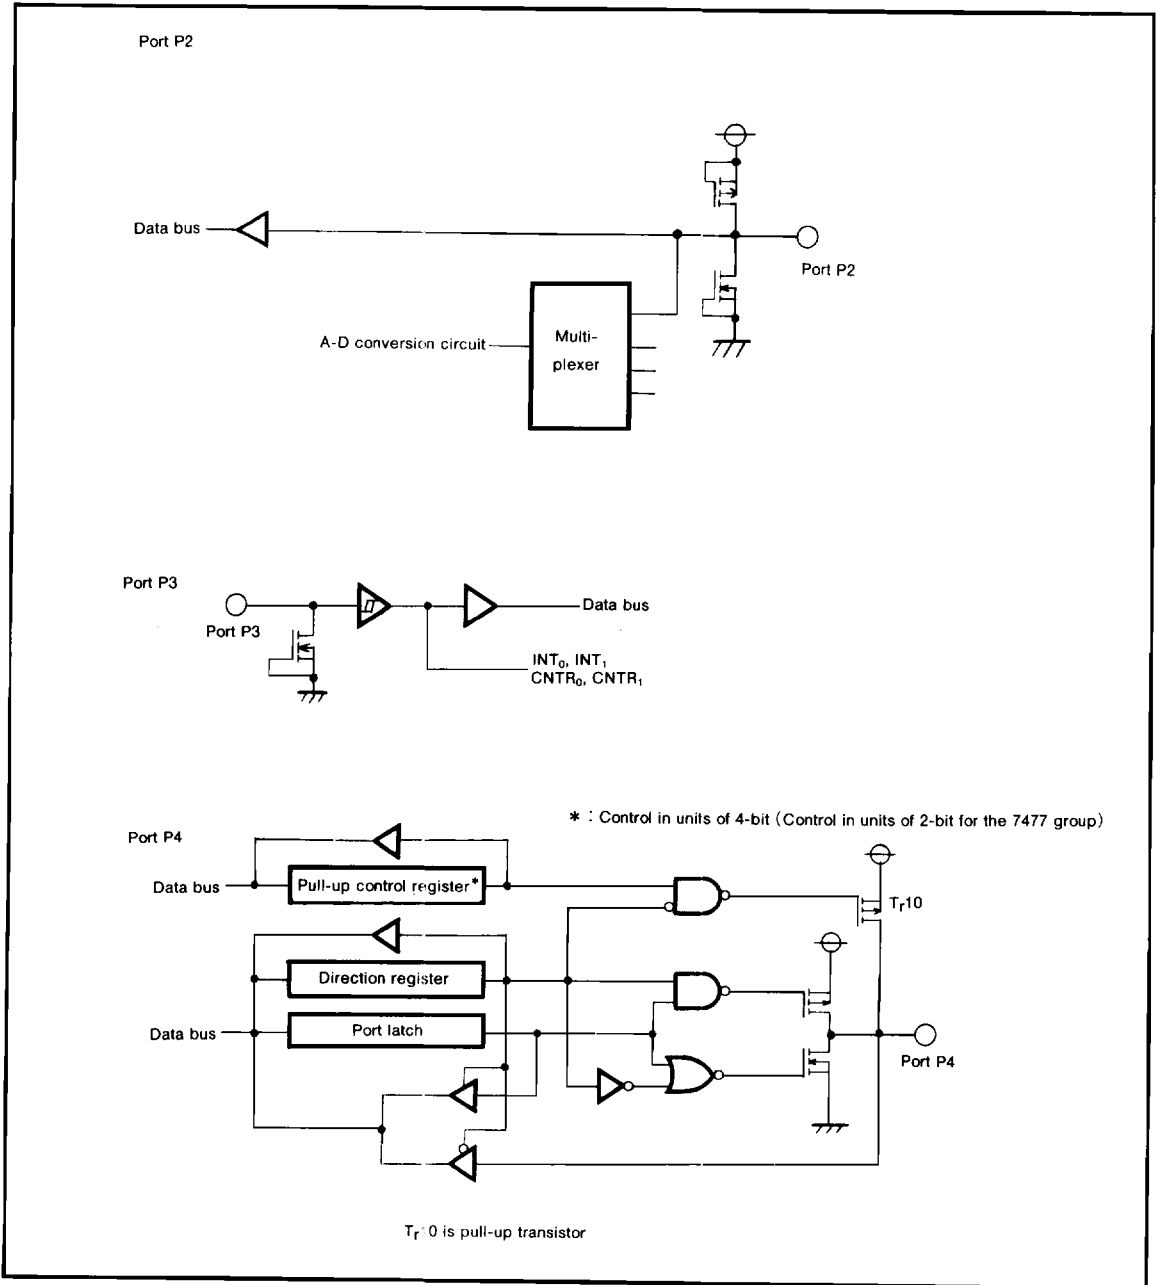 Port P2
Data bus
Port P2
A-D conversion circuit
Multi-
plexer
Port P3
Port P3
Data bus
INT₀, INT₁
CNTR₀, CNTR₁
* : Control in units of 4-bit (Control in units of 2-bit for the 7477 group)
Port P4
Data bus
Pull-up control register*
Tr10
Direction register
Data bus
Port latch
Port P4
Tr10 is pull-up transistor